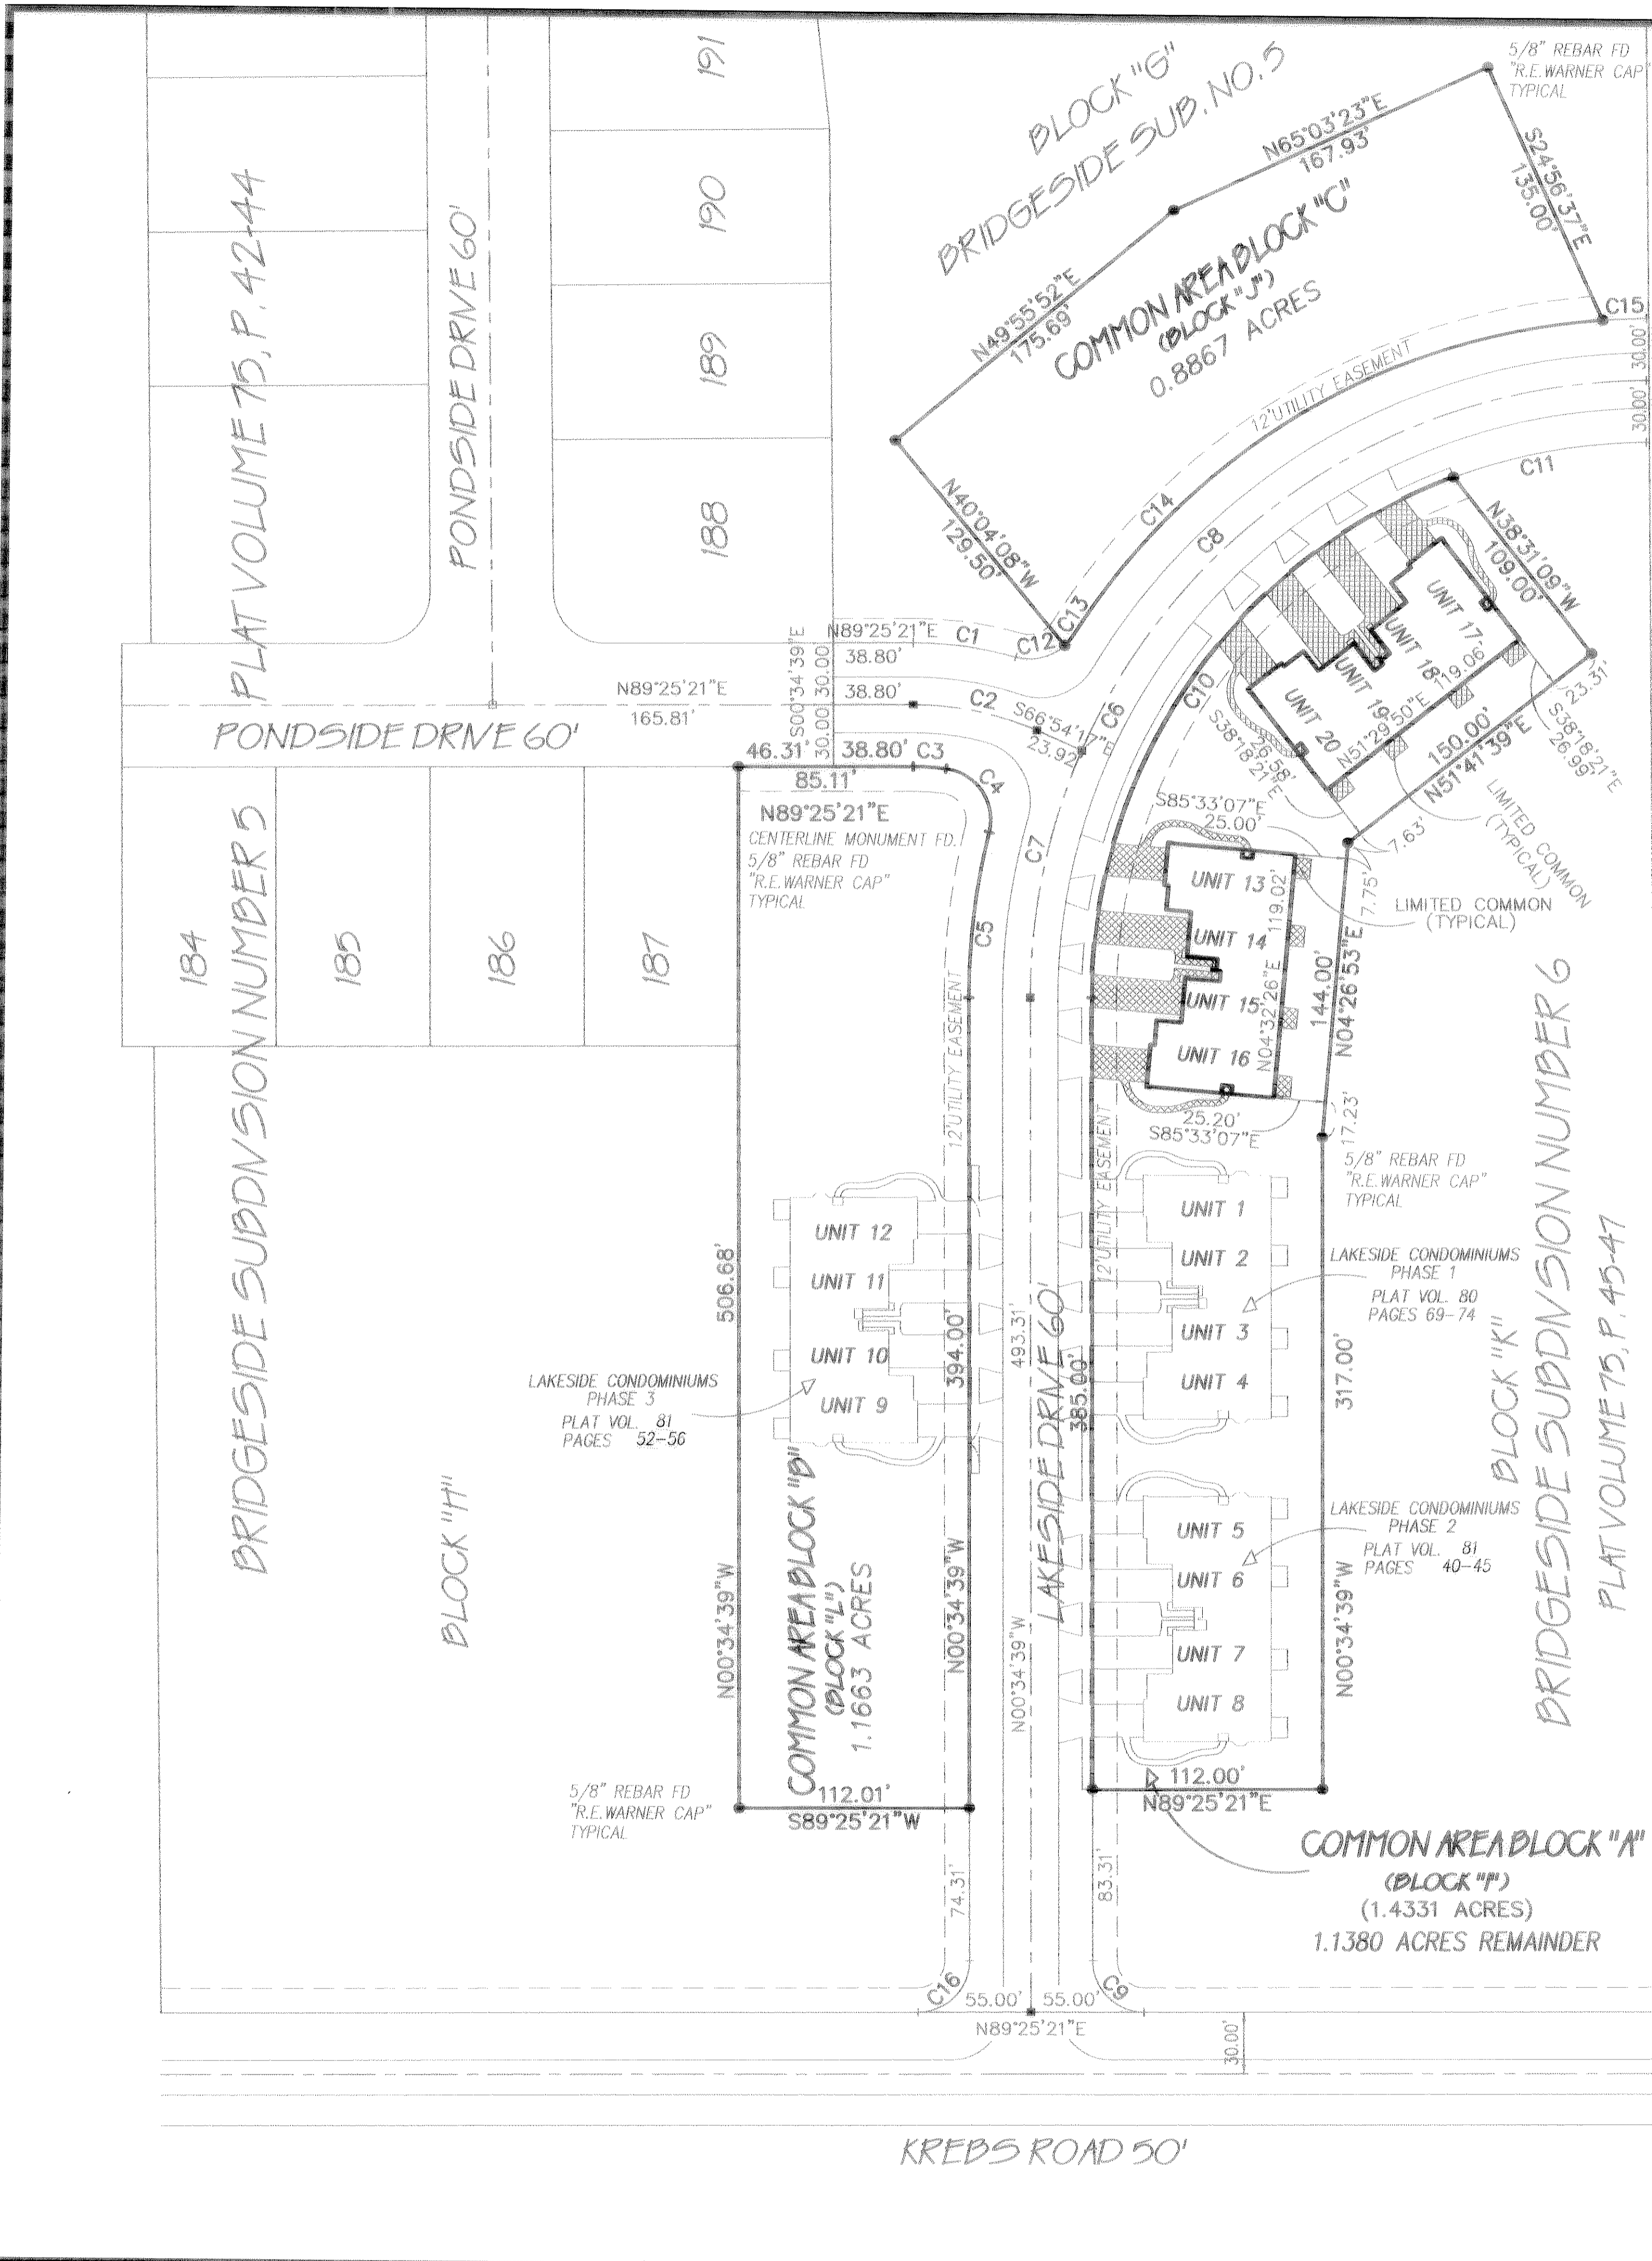 191
190
189
188
PLAT VOLUME 75, P. 42-44
PONDSIDE DRIVE 60'
BLOCK "G"
BRIDGESIDE SUB. NO. 5
5/8" REBAR FD
"R.E. WARNER CAP"
TYPICAL
N65°03'23"E
167.93'
S24°56'37"E
135.00'
N49°55'52"E
175.69'
COMMON AREA BLOCK "C"
(BLOCK "J")
0.8867 ACRES
12' UTILITY EASEMENT
C15
30.00'
30.00'
N40°04'08"W
129.50'
C14
C8
C11
C13
C12
C1
N89°25'21"E
38.80'
38.80'
C2
S00°34'39"E
30.00
30.00
N89°25'21"E
165.81'
PONDSIDE DRIVE 60'
S66°54'17"E
23.92'
C6
C10
46.31'
38.80'
C3
85.11'
N89°25'21"E
C4
C7
C5
CENTERLINE MONUMENT FD.
5/8" REBAR FD
"R.E. WARNER CAP"
TYPICAL
N38°31'09"W
109.00'
UNIT 17
UNIT 18
UNIT 19
UNIT 20
119.06'
N51°29'50"E
S38°18'21"E
26.58'
23.31'
S38°18'21"E
26.99'
150.00'
N51°41'39"E
7.63'
7.75'
LIMITED COMMON
(TYPICAL)
LIMITED COMMON
(TYPICAL)
S85°33'07"E
25.00'
UNIT 13
UNIT 14
UNIT 15
UNIT 16
119.02'
N04°32'26"E
144.00'
N04°26'53"E
17.23'
25.20'
S85°33'07"E
184
185
186
187
BRIDGESIDE SUBDIVISION NUMBER 5
12' UTILITY EASEMENT
12' UTILITY EASEMENT
5/8" REBAR FD
"R.E. WARNER CAP"
TYPICAL
UNIT 12
UNIT 11
UNIT 10
UNIT 9
UNIT 1
UNIT 2
UNIT 3
UNIT 4
LAKESIDE CONDOMINIUMS
PHASE 1
PLAT VOL. 80
PAGES 69-74
506.68'
N00°34'39"W
394.00'
N00°34'39"W
493.31'
N00°34'39"W
LAKESIDE DRIVE 60'
385.00'
317.00'
N00°34'39"W
LAKESIDE CONDOMINIUMS
PHASE 3
PLAT VOL. 81
PAGES 52-56
BLOCK "H"
COMMON AREA BLOCK "B"
(BLOCK "L")
1.1663 ACRES
UNIT 5
UNIT 6
UNIT 7
UNIT 8
LAKESIDE CONDOMINIUMS
PHASE 2
PLAT VOL. 81
PAGES 40-45
BLOCK "K"
BRIDGESIDE SUBDIVISION NUMBER 6
PLAT VOLUME 75, P. 45-47
5/8" REBAR FD
"R.E. WARNER CAP"
TYPICAL
112.01'
S89°25'21"W
112.00'
N89°25'21"E
COMMON AREA BLOCK "A"
(1.4331 ACRES)
1.1380 ACRES REMAINDER
74.31'
83.31'
C16
C9
55.00'
55.00'
N89°25'21"E
30.00'
KREBS ROAD 50'